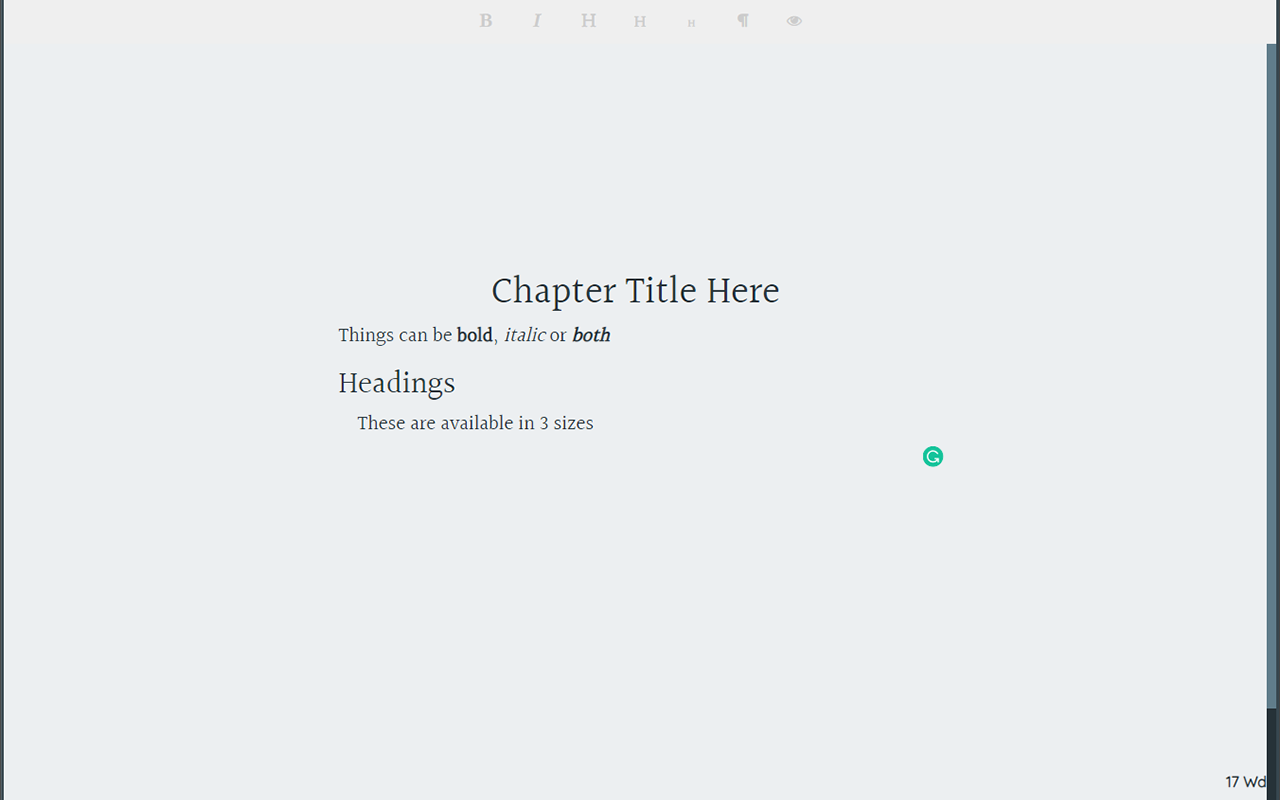 B I H H H ¶
Chapter Title Here
Things can be bold, italic or both
Headings
These are available in 3 sizes
17 Wd